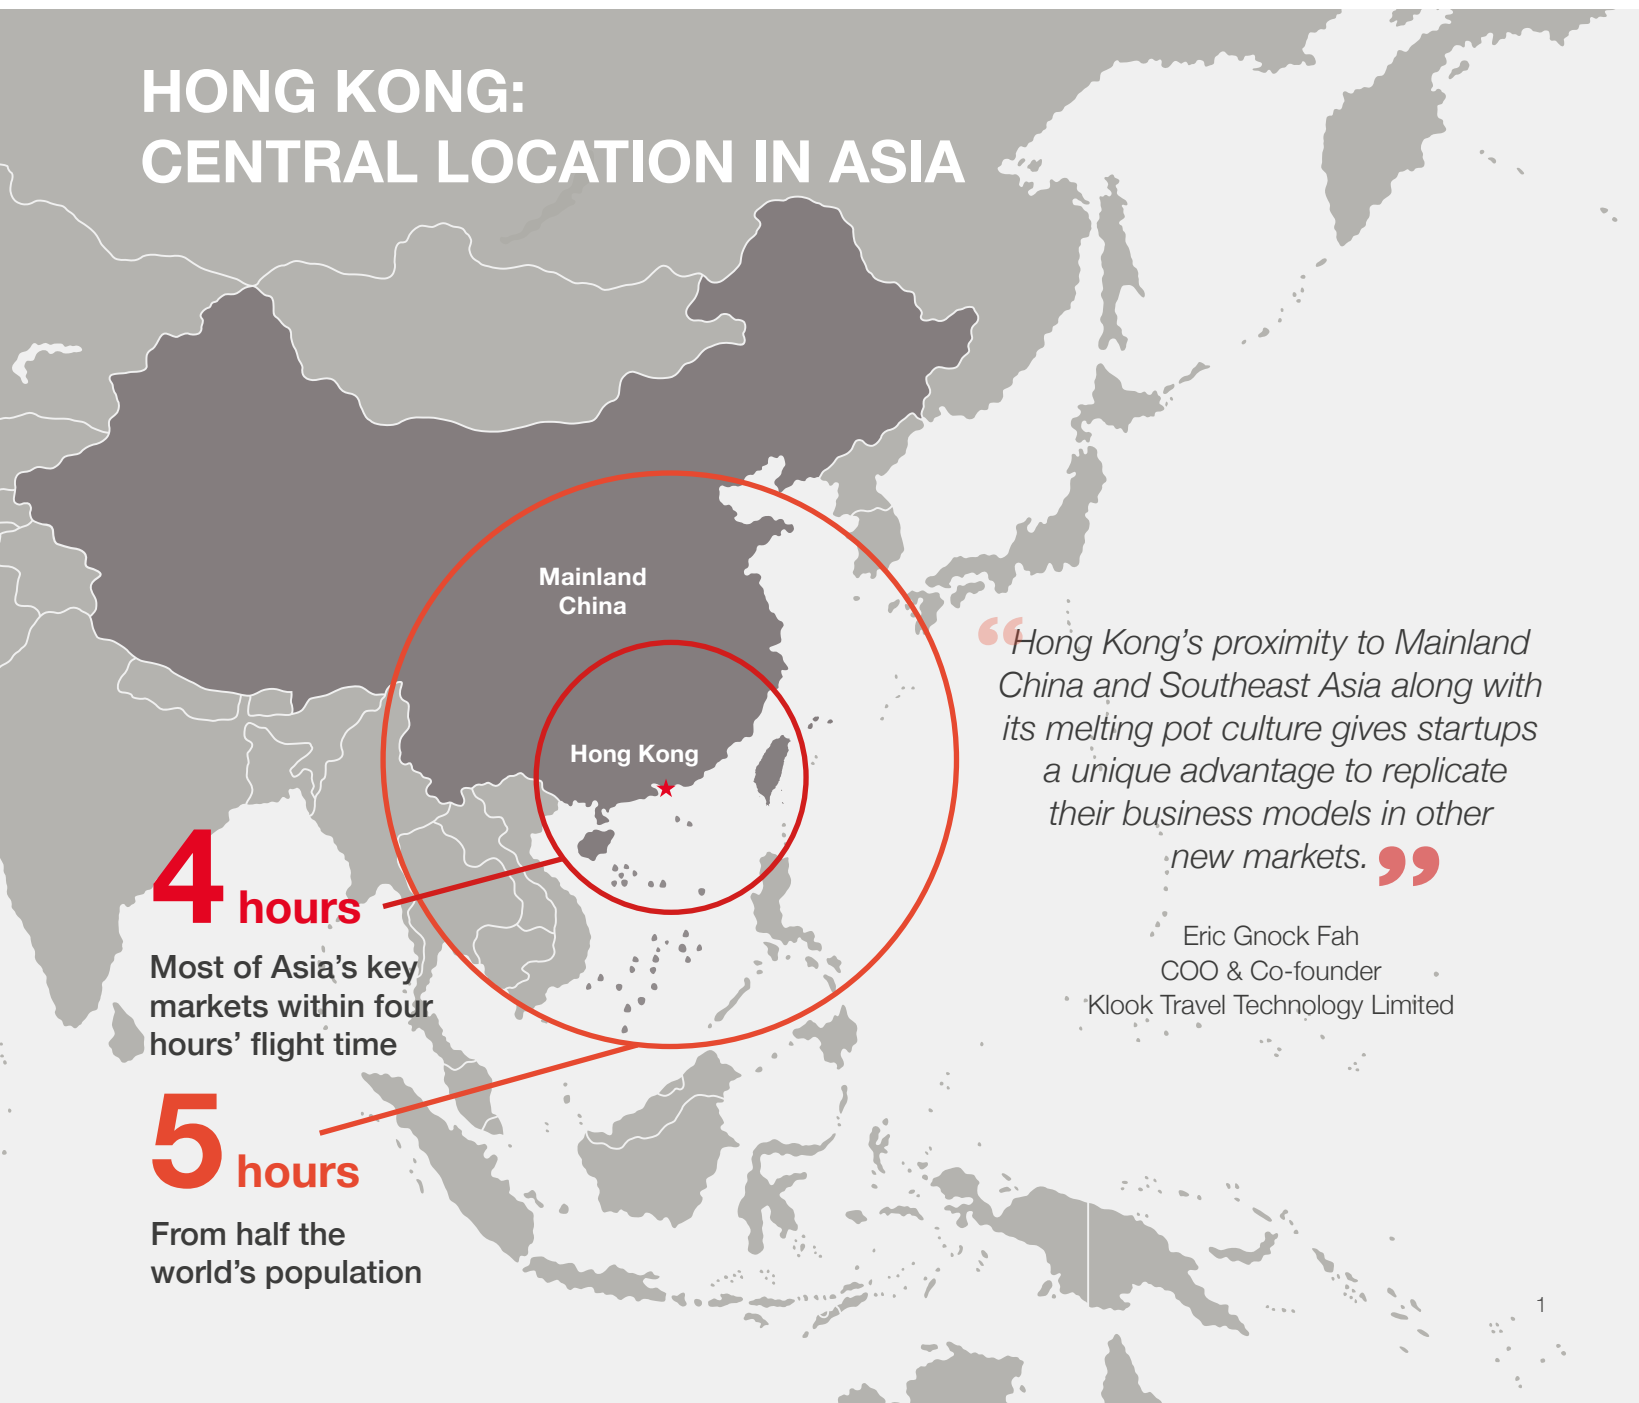 HONG KONG:
CENTRAL LOCATION IN ASIA
Mainland
China
Hong Kong
“Hong Kong’s proximity to Mainland
China and Southeast Asia along with
its melting pot culture gives startups
a unique advantage to replicate
their business models in other
new markets.”
Eric Gnock Fah
COO & Co-founder
Klook Travel Technology Limited
4 hours
Most of Asia’s key
markets within four
hours’ flight time
5 hours
From half the
world’s population
1